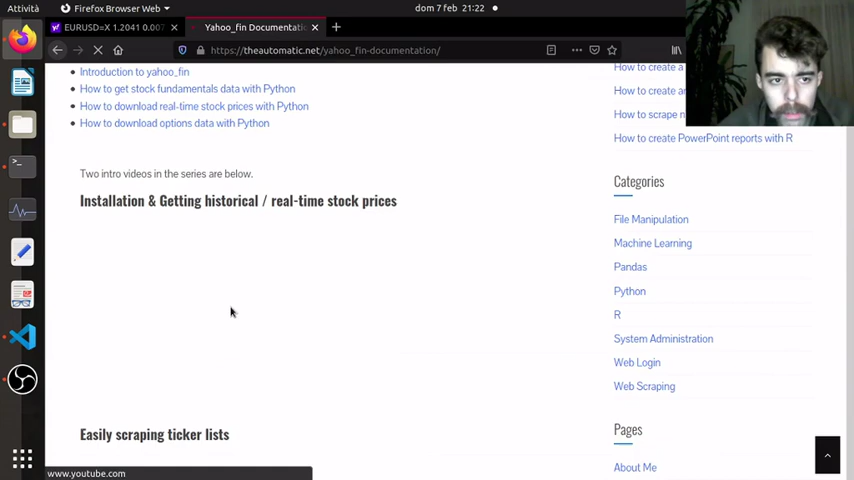 Attività
Firefox Browser Web
dom 7 feb 21:22
EURUSD=X 1.2041 0.007
Yahoo_fin Documentati
https://theautomatic.net/yahoo_fin-documentation/
Introduction to yahoo_fin
How to get stock fundamentals data with Python
How to download real-time stock prices with Python
How to download options data with Python
Two intro videos in the series are below.
Installation & Getting historical / real-time stock prices
Easily scraping ticker lists
www.youtube.com
How to create a
How to create an
How to scrape n
How to create PowerPoint reports with R
Categories
File Manipulation
Machine Learning
Pandas
Python
R
System Administration
Web Login
Web Scraping
Pages
About Me